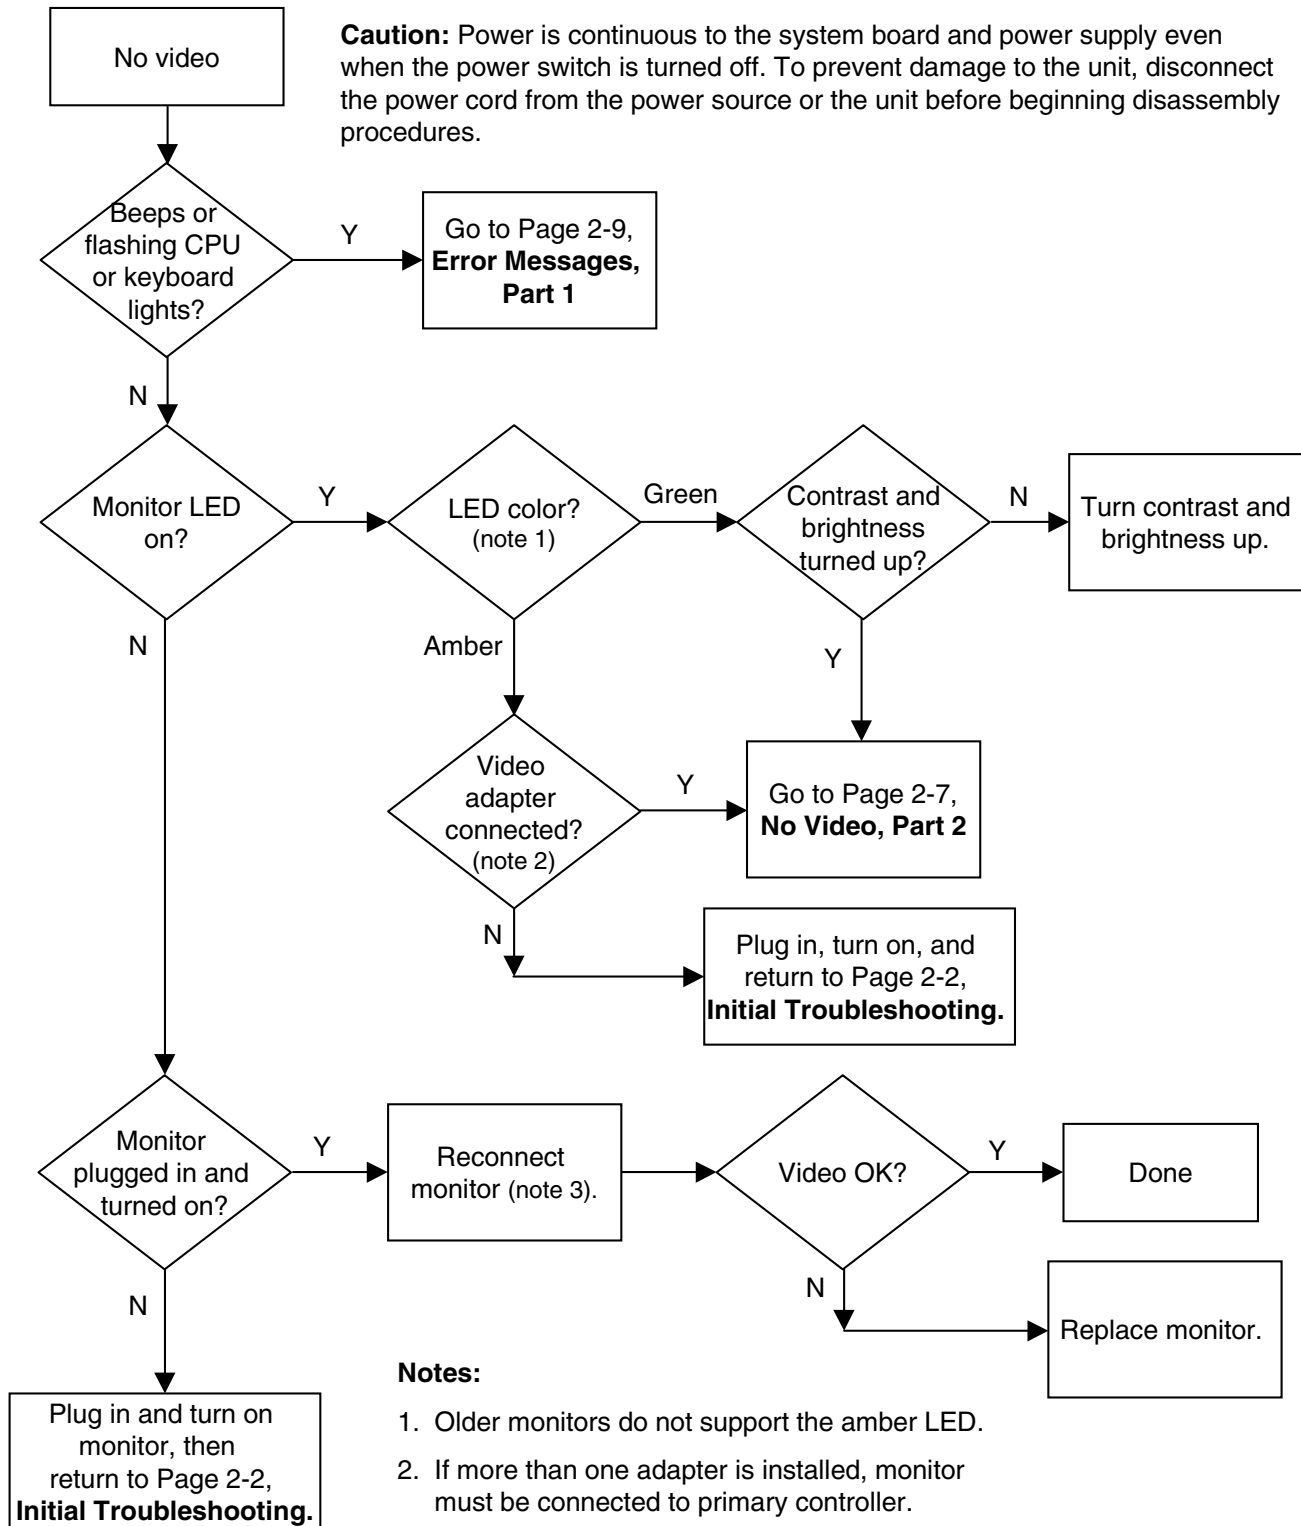 No video
Caution: Power is continuous to the system board and power supply even
when the power switch is turned off. To prevent damage to the unit, disconnect
the power cord from the power source or the unit before beginning disassembly
procedures.
Beeps or
flashing CPU
or keyboard
lights?
Y
Go to Page 2-9,
Error Messages,
Part 1
N
Monitor LED
on?
Y
LED color?
(note 1)
Green
Contrast and
brightness
turned up?
N
Turn contrast and
brightness up.
N
Amber
Y
Video
adapter
connected?
(note 2)
Y
Go to Page 2-7,
No Video, Part 2
N
Plug in, turn on, and
return to Page 2-2,
Initial Troubleshooting.
Monitor
plugged in and
turned on?
Y
Reconnect
monitor (note 3).
Video OK?
Y
Done
N
N
Replace monitor.
Plug in and turn on
monitor, then
return to Page 2-2,
Initial Troubleshooting.
Notes:
1. Older monitors do not support the amber LED.
2. If more than one adapter is installed, monitor
must be connected to primary controller.